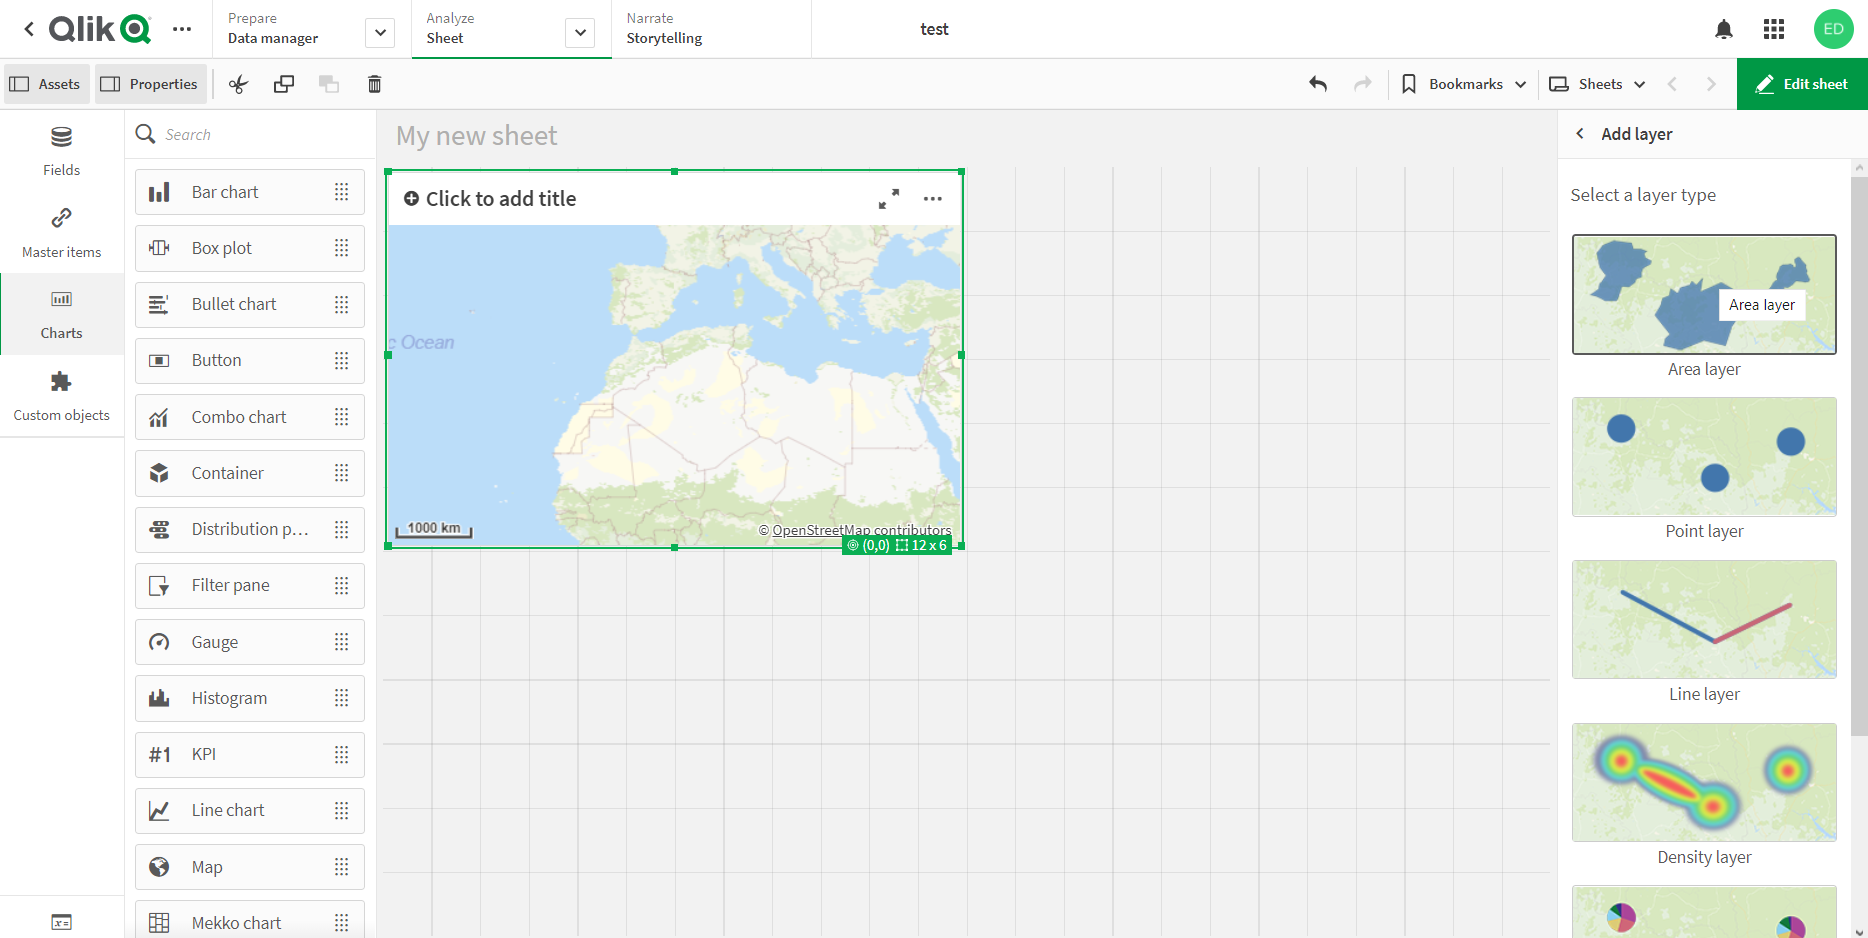 Qlik
Prepare
Data manager
Analyze
Sheet
Narrate
Storytelling
test
ED
Assets
Properties
Bookmarks
Sheets
Edit sheet
Fields
Master items
Charts
Custom objects
x=
Search
Bar chart
Box plot
Bullet chart
Button
Combo chart
Container
Distribution p...
Filter pane
Gauge
Histogram
#1 KPI
Line chart
Map
Mekko chart
My new sheet
Click to add title
c Ocean
1000 km
© OpenStreetMap contributors
(0,0) 12 x 6
Add layer
Select a layer type
Area layer
Area layer
Point layer
Line layer
Density layer